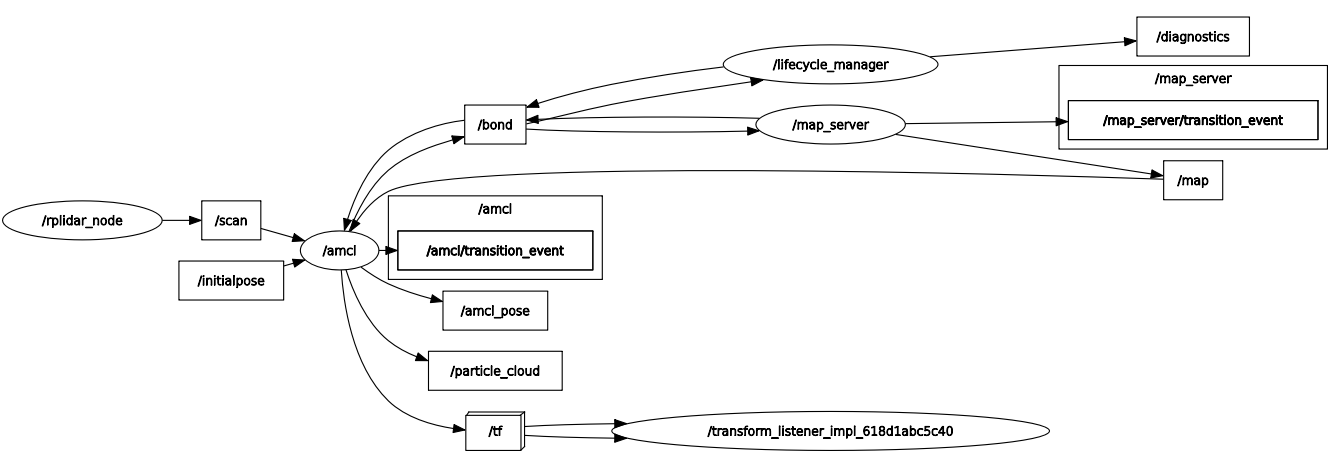 /diagnostics
/lifecycle_manager
/map_server
/bond
/map_server
/map_server/transition_event
/map
/rplidar_node
/scan
/amcl
/amcl
/amcl/transition_event
/initialpose
/amcl_pose
/particle_cloud
/tf
/transform_listener_impl_618d1abc5c40